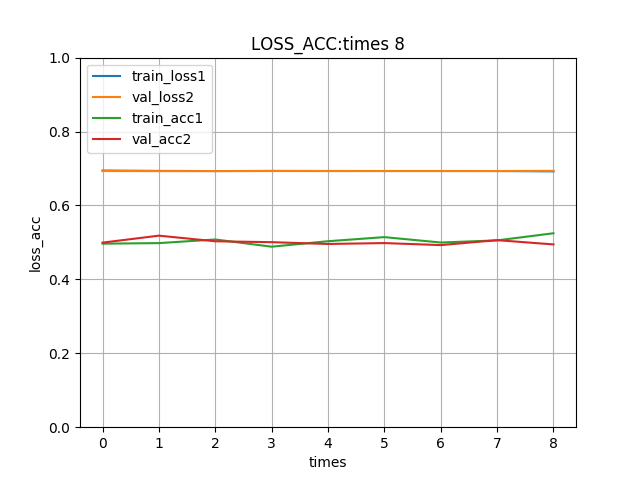 LOSS_ACC:times 8
1.0
0.8
0.6
0.4
0.2
0.0
loss_acc
train_loss1
val_loss2
train_acc1
val_acc2
0 1 2 3 4 5 6 7 8
times